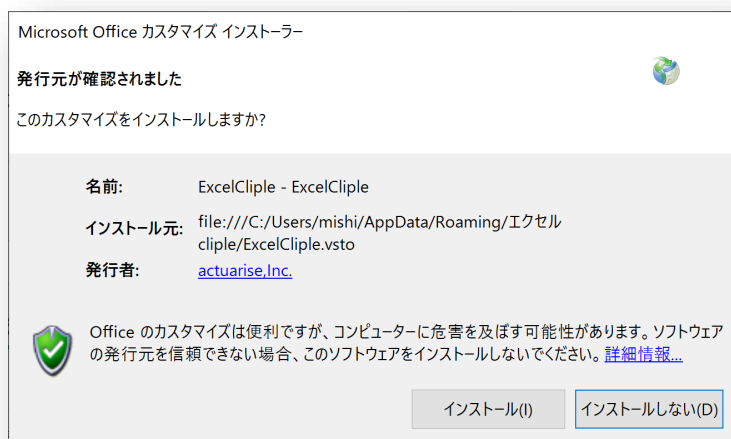 Microsoft Office カスタマイズ インストーラー
発行元が確認されました
このカスタマイズをインストールしますか?
名前: ExcelCliple - ExcelCliple
インストール元: file:///C:/Users/mishi/AppData/Roaming/エクセル
cliple/ExcelCliple.vsto
発行者: actuarise,Inc.
Office のカスタマイズは便利ですが、コンピューターに危害を及ぼす可能性があります。ソフトウェア
の発行元を信頼できない場合、このソフトウェアをインストールしないでください。詳細情報...
インストール(I) インストールしない(D)